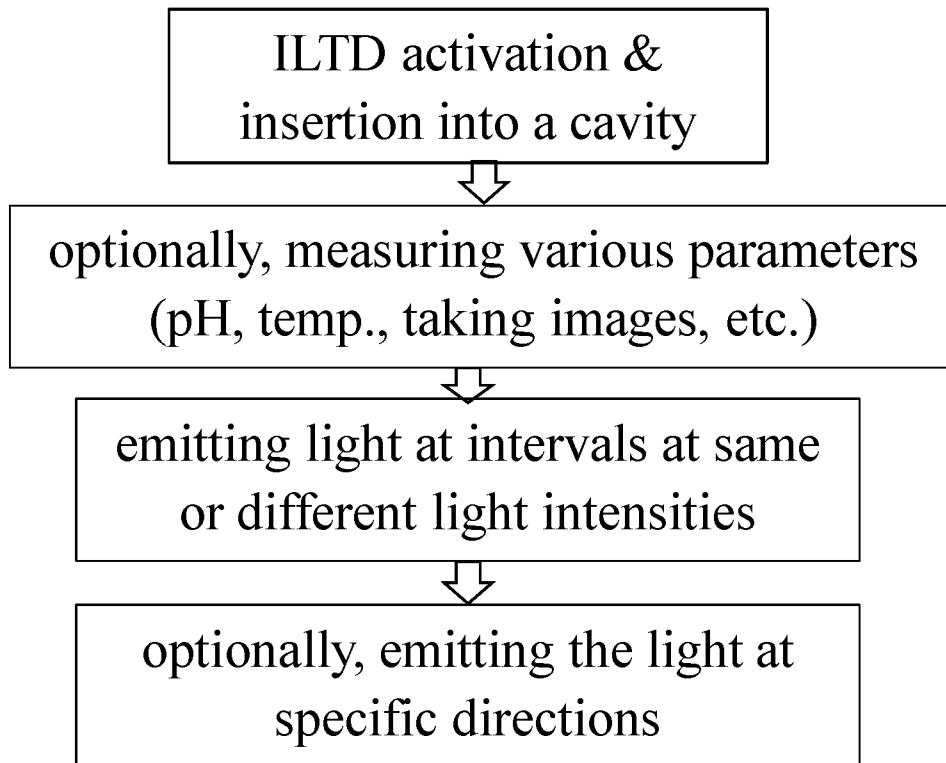 ILTD activation &
insertion into a cavity
optionally, measuring various parameters
(pH, temp., taking images, etc.)
emitting light at intervals at same
or different light intensities
optionally, emitting the light at
specific directions